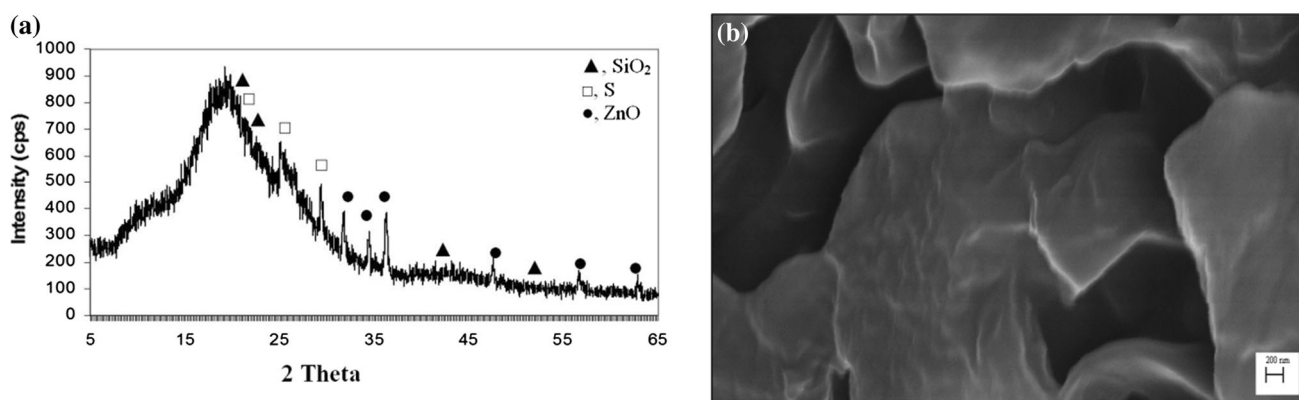 (a)
1000
900
800
700
600
500
400
300
200
100
0
Intensity (cps)
▲, SiO₂
□, S
●, ZnO
5 15 25 35 45 55 65
2 Theta
(b)
200 nm